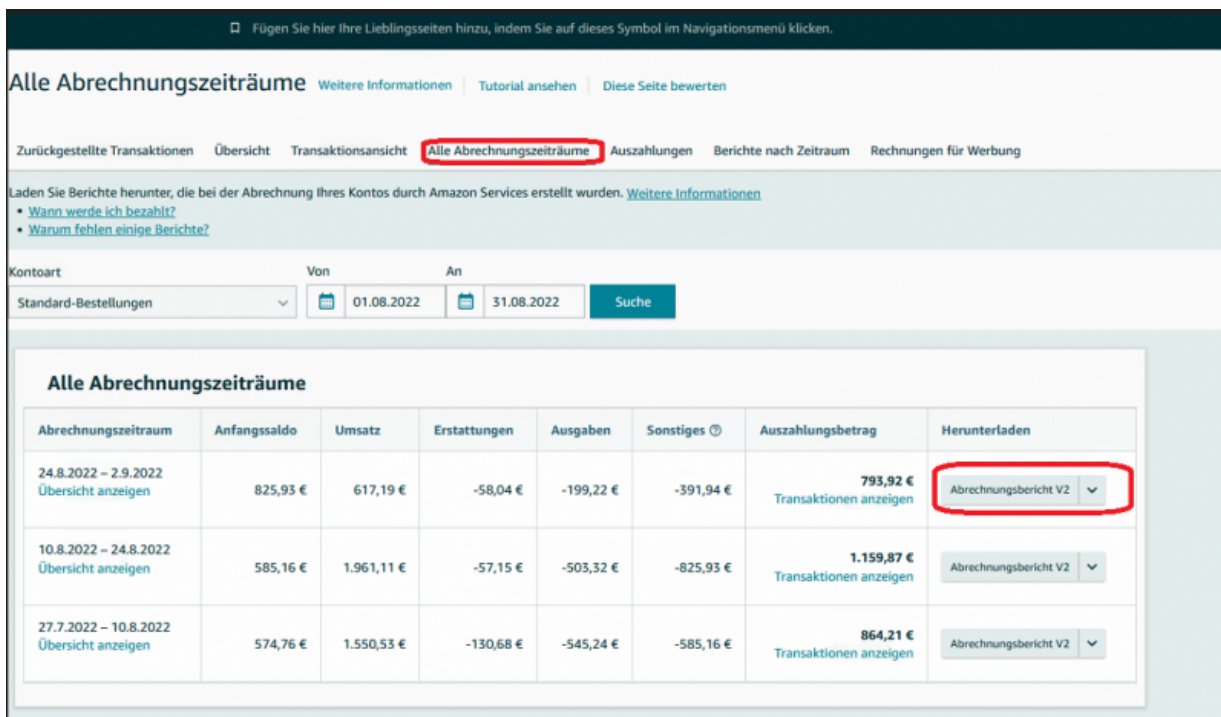 Fügen Sie hier Ihre Lieblingsseiten hinzu, indem Sie auf dieses Symbol im Navigationsmenü klicken.
Alle Abrechnungszeiträume Weitere Informationen Tutorial ansehen Diese Seite bewerten
Zurückgestellte Transaktionen Übersicht Transaktionsansicht Alle Abrechnungszeiträume Auszahlungen Berichte nach Zeitraum Rechnungen für Werbung
Laden Sie Berichte herunter, die bei der Abrechnung Ihres Kontos durch Amazon Services erstellt wurden. Weitere Informationen
• Wann werde ich bezahlt?
• Warum fehlen einige Berichte?
Kontoart Von An
Standard-Bestellungen 01.08.2022 31.08.2022 Suche
Alle Abrechnungszeiträume
Abrechnungszeitraum Anfangssaldo Umsatz Erstattungen Ausgaben Sonstiges Auszahlungsbetrag Herunterladen
24.8.2022 – 2.9.2022 793,92 €
Übersicht anzeigen 825,93 € 617,19 € -58,04 € -199,22 € -391,94 € Transaktionen anzeigen Abrechnungsbericht V2
10.8.2022 – 24.8.2022 1.159,87 €
Übersicht anzeigen 585,16 € 1.961,11 € -57,15 € -503,32 € -825,93 € Transaktionen anzeigen Abrechnungsbericht V2
27.7.2022 – 10.8.2022 864,21 €
Übersicht anzeigen 574,76 € 1.550,53 € -130,68 € -545,24 € -585,16 € Transaktionen anzeigen Abrechnungsbericht V2